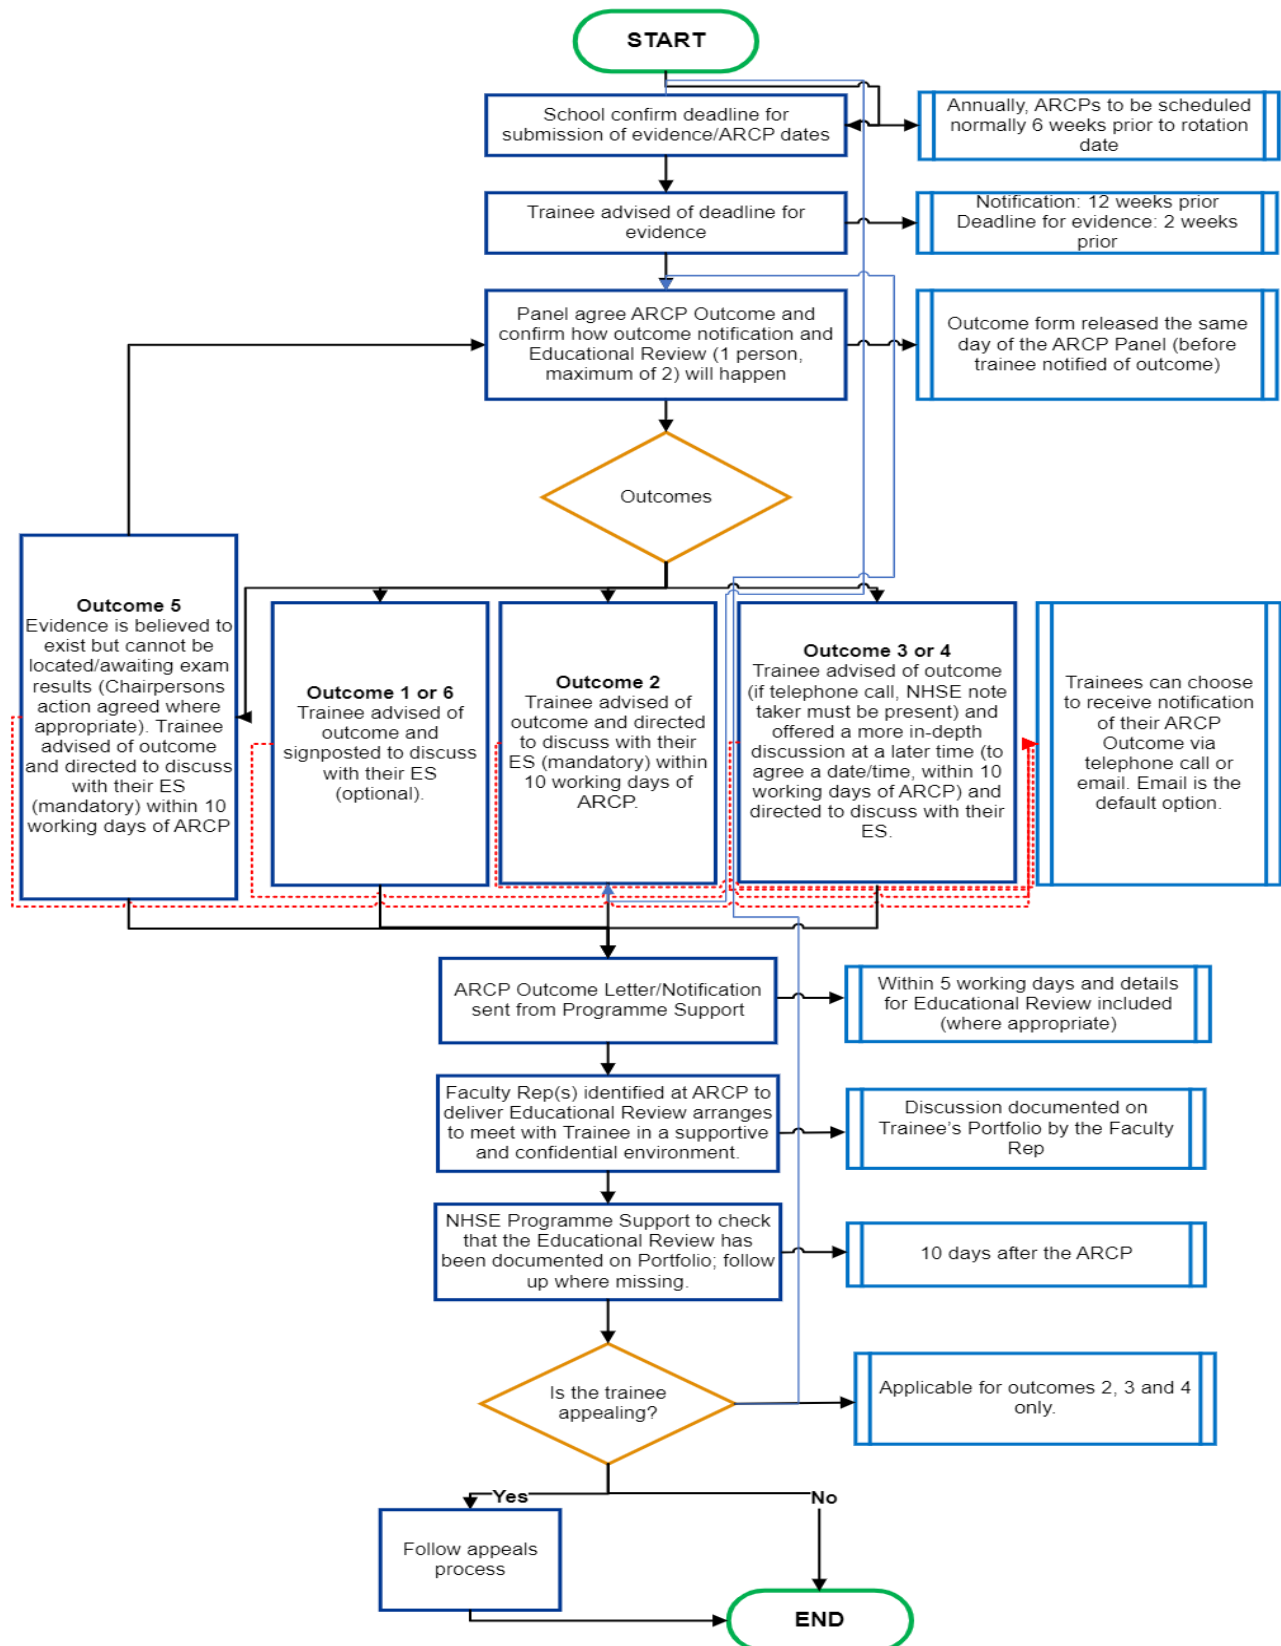 START
School confirm deadline for
submission of evidence/ARCP dates
Annually, ARCPs to be scheduled
normally 6 weeks prior to rotation
date
Trainee advised of deadline for
evidence
Notification: 12 weeks prior
Deadline for evidence: 2 weeks
prior
Panel agree ARCP Outcome and
confirm how outcome notification and
Educational Review (1 person,
maximum of 2) will happen
Outcome form released the same
day of the ARCP Panel (before
trainee notified of outcome)
Outcomes
Outcome 5
Evidence is believed to
exist but cannot be
located/awaiting exam
results (Chairpersons
action agreed where
appropriate). Trainee
advised of outcome
and directed to discuss
with their ES
(mandatory) within 10
working days of ARCP
Outcome 1 or 6
Trainee advised of
outcome and
signposted to discuss
with their ES
(optional).
Outcome 2
Trainee advised of
outcome and directed
to discuss with their
ES (mandatory) within
10 working days of
ARCP.
Outcome 3 or 4
Trainee advised of outcome
(if telephone call, NHSE note
taker must be present) and
offered a more in-depth
discussion at a later time (to
agree a date/time, within 10
working days of ARCP) and
directed to discuss with their
ES.
Trainees can choose
to receive notification
of their ARCP
Outcome via
telephone call or
email. Email is the
default option.
ARCP Outcome Letter/Notification
sent from Programme Support
Within 5 working days and details
for Educational Review included
(where appropriate)
Faculty Rep(s) identified at ARCP to
deliver Educational Review arranges
to meet with Trainee in a supportive
and confidential environment.
Discussion documented on
Trainee's Portfolio by the Faculty
Rep
NHSE Programme Support to check
that the Educational Review has
been documented on Portfolio; follow
up where missing.
10 days after the ARCP
Is the trainee
appealing?
Applicable for outcomes 2, 3 and 4
only.
Yes
No
Follow appeals
process
END